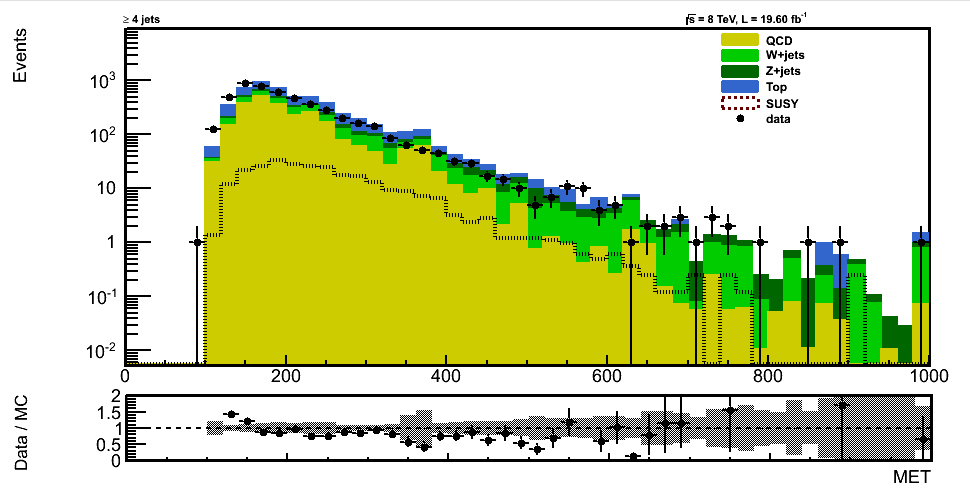 ≥ 4 jets
√s = 8 TeV, L = 19.60 fb⁻¹
Events
QCD
W+jets
Z+jets
Top
SUSY
data
10³
10²
10
1
10⁻¹
10⁻²
0 200 400 600 800 1000
Data / MC
2
1.5
1
0.5
0
MET